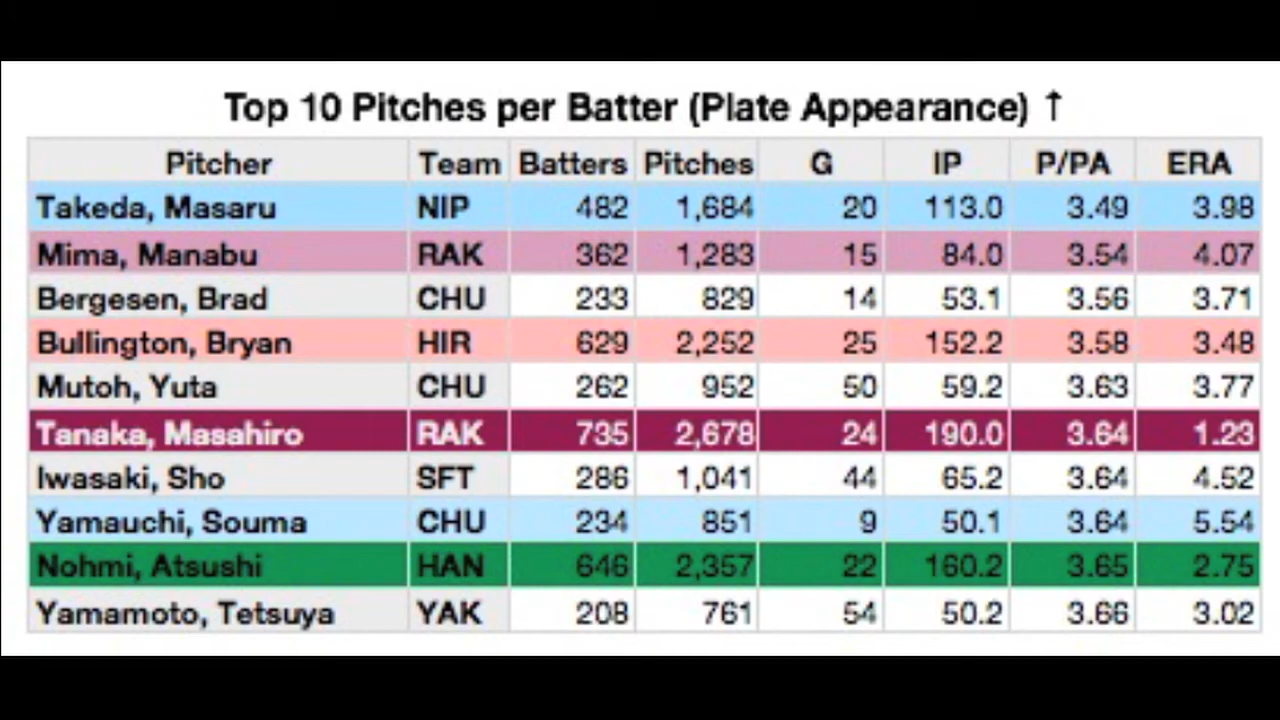 Top 10 Pitches per Batter (Plate Appearance) ↑
Pitcher Team Batters Pitches G IP P/PA ERA
Takeda, Masaru NIP 482 1,684 20 113.0 3.49 3.98
Mima, Manabu RAK 362 1,283 15 84.0 3.54 4.07
Bergesen, Brad CHU 233 829 14 53.1 3.56 3.71
Bullington, Bryan HIR 629 2,252 25 152.2 3.58 3.48
Mutoh, Yuta CHU 262 952 50 59.2 3.63 3.77
Tanaka, Masahiro RAK 735 2,678 24 190.0 3.64 1.23
Iwasaki, Sho SFT 286 1,041 44 65.2 3.64 4.52
Yamauchi, Souma CHU 234 851 9 50.1 3.64 5.54
Nohmi, Atsushi HAN 646 2,357 22 160.2 3.65 2.75
Yamamoto, Tetsuya YAK 208 761 54 50.2 3.66 3.02